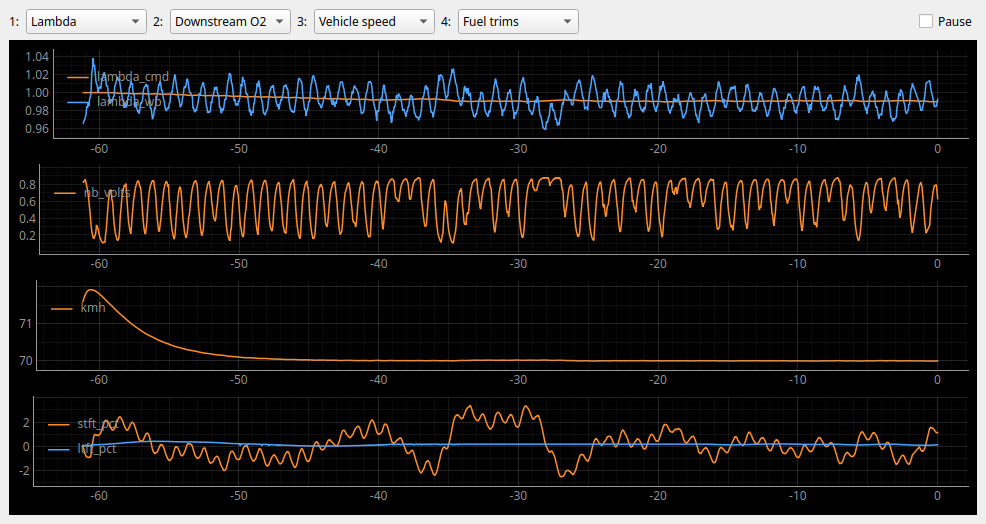 1: Lambda 2: Downstream O2 3: Vehicle speed 4: Fuel trims Pause
1.04
1.02
1.00
0.98
0.96
lambda_cmd
lambda_wb
-60 -50 -40 -30 -20 -10 0
0.8
0.6
0.4
0.2
nb_volts
-60 -50 -40 -30 -20 -10 0
71
70
kmh
-60 -50 -40 -30 -20 -10 0
2
0
-2
stft_pct
ltft_pct
-60 -50 -40 -30 -20 -10 0